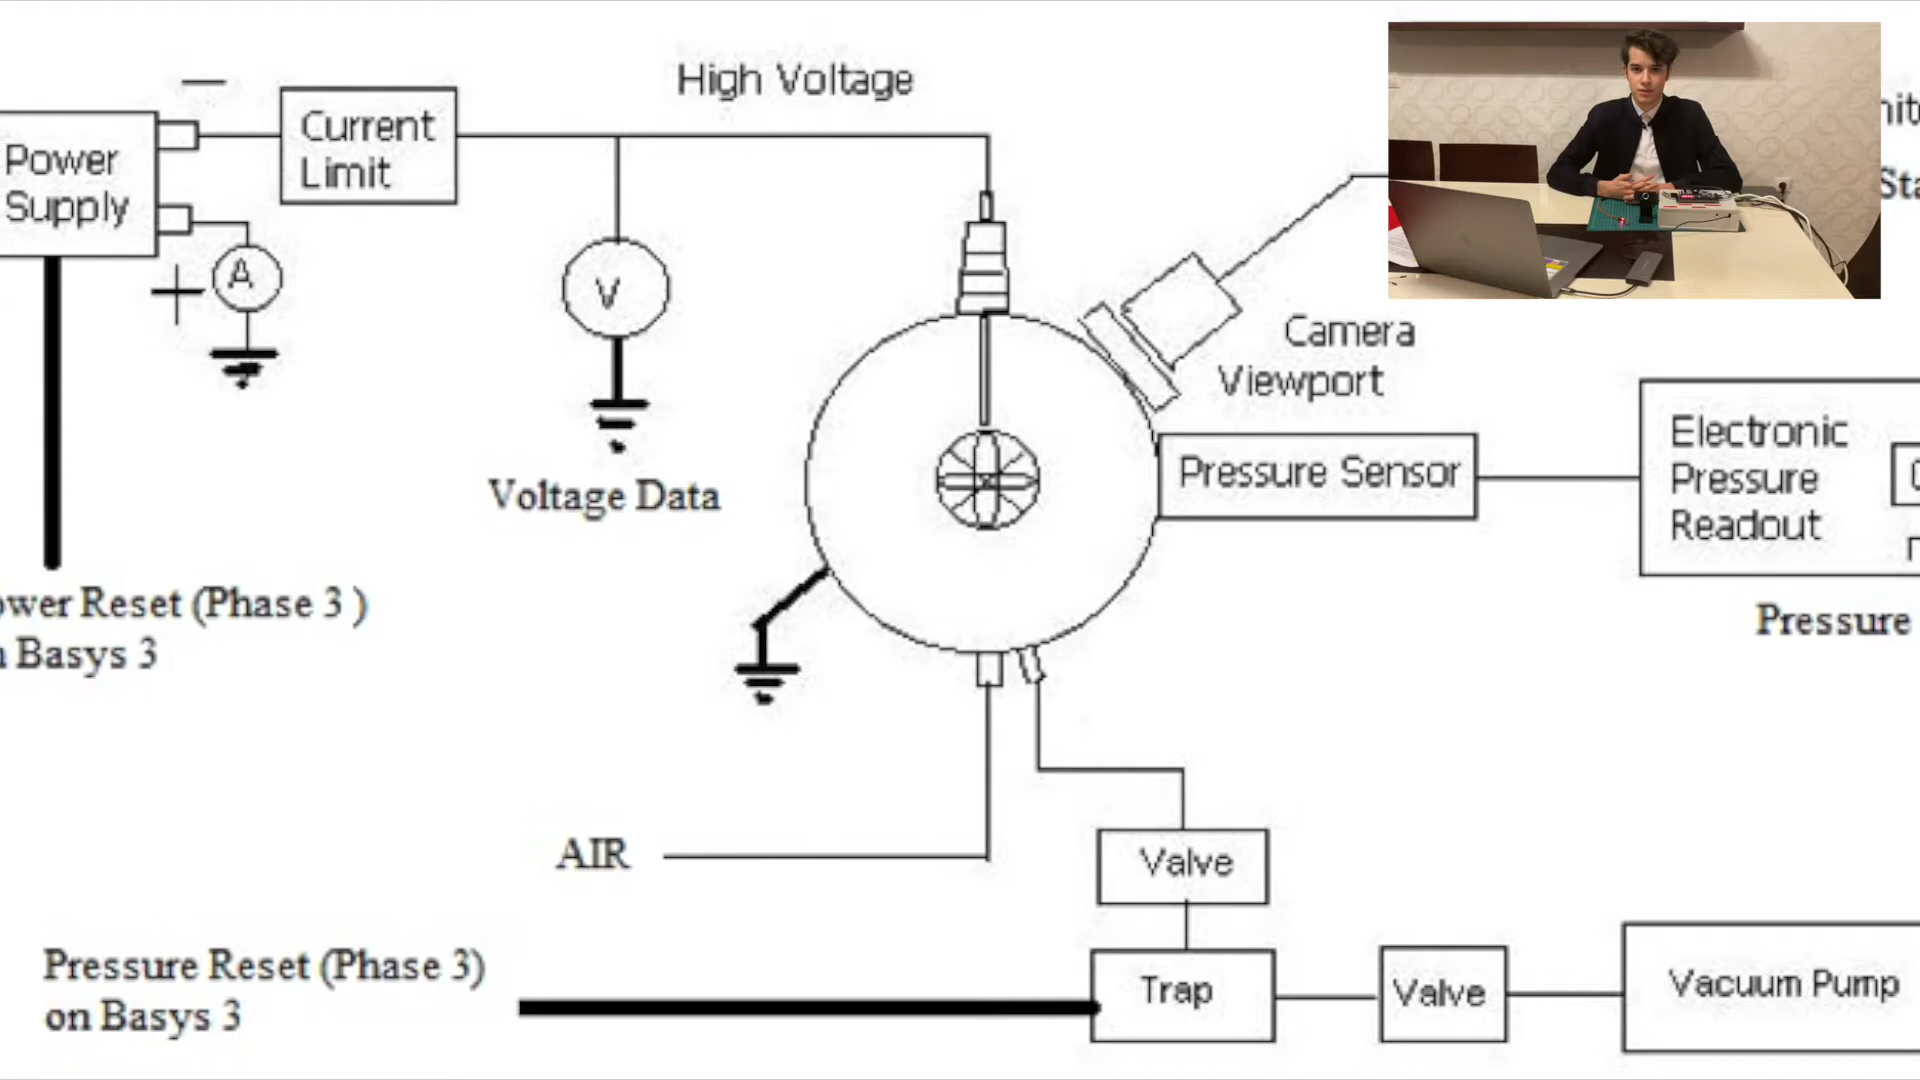 High Voltage
Current
Limit
Power
Supply
A
V
Camera
Viewport
Voltage Data
Pressure Sensor
Electronic
Pressure
Readout
Reset (Phase 3 )
Basys 3
Pressure
AIR
Valve
Pressure Reset (Phase 3)
on Basys 3
Trap
Valve
Vacuum Pump